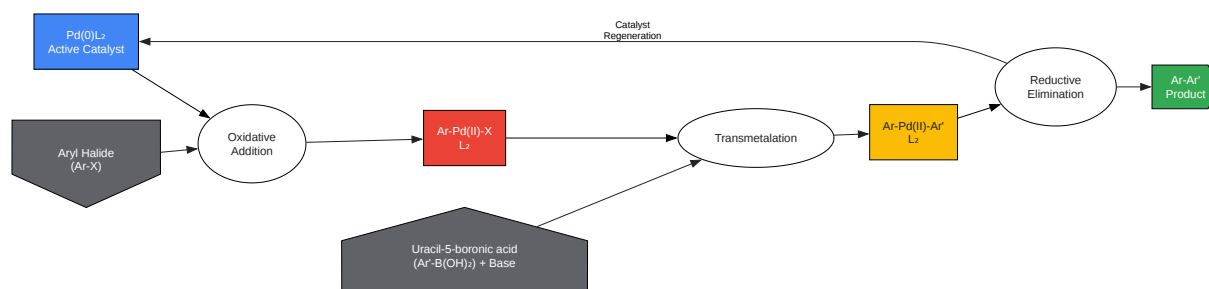 Pd(0)L₂
Active Catalyst
Catalyst
Regeneration
Reductive
Elimination
Ar-Ar'
Product
Oxidative
Addition
Ar-Pd(II)-X
L₂
Transmetalation
Ar-Pd(II)-Ar'
L₂
Aryl Halide
(Ar-X)
Uracil-5-boronic acid
(Ar'-B(OH)₂) + Base